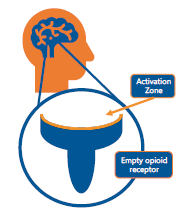 Activation
Zone
Empty opioid
receptor